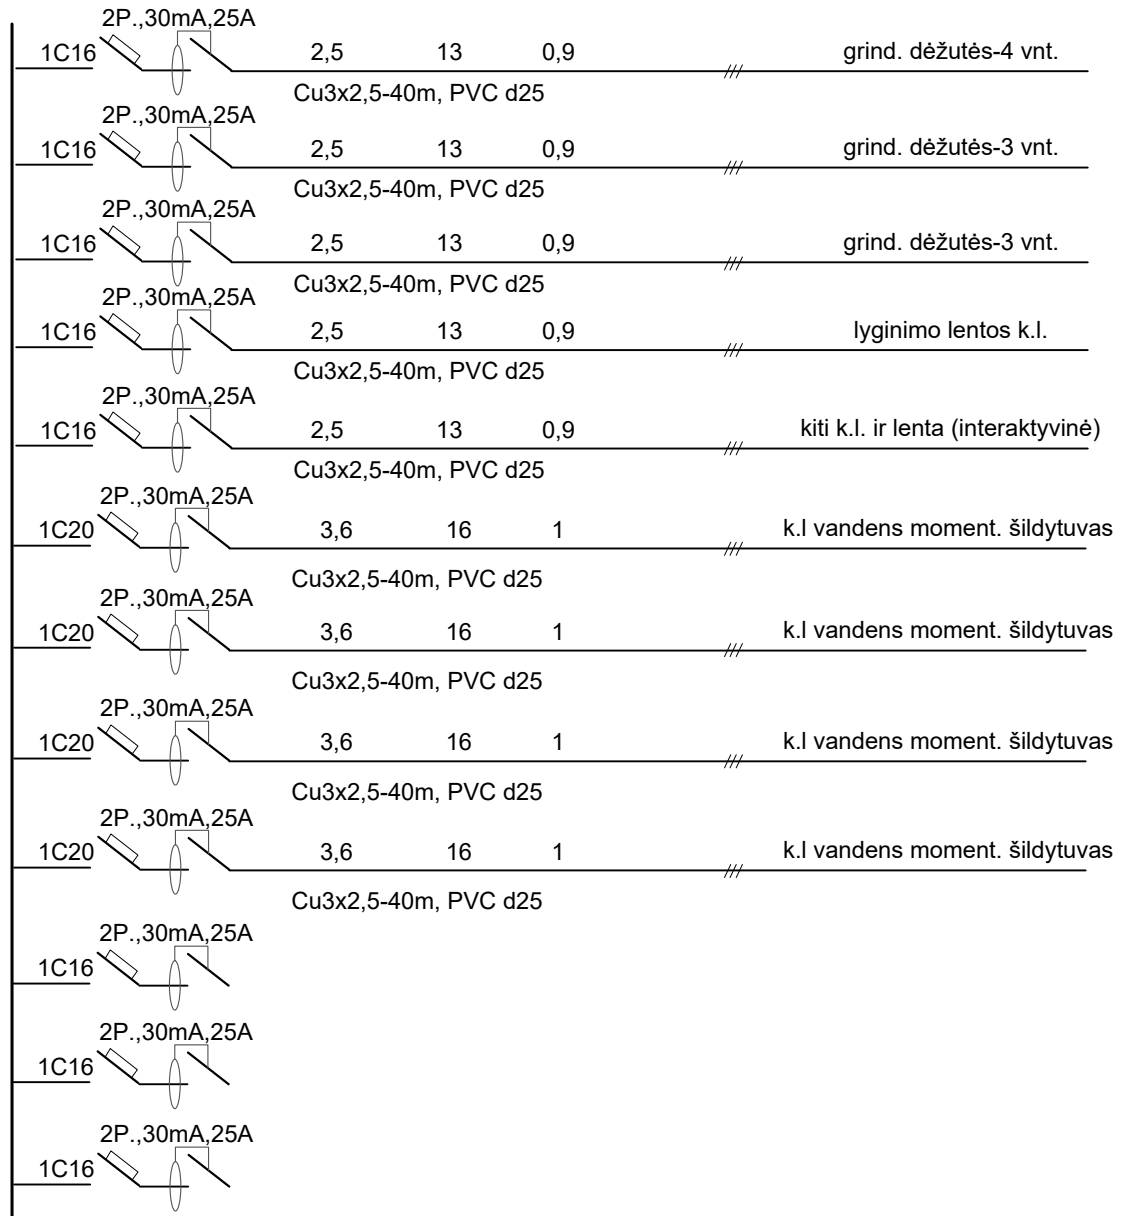 2P.,30mA,25A
1C16 2,5 13 0,9 grind. dėžutės-4 vnt.
Cu3x2,5-40m, PVC d25
2P.,30mA,25A
1C16 2,5 13 0,9 grind. dėžutės-3 vnt.
Cu3x2,5-40m, PVC d25
2P.,30mA,25A
1C16 2,5 13 0,9 grind. dėžutės-3 vnt.
Cu3x2,5-40m, PVC d25
2P.,30mA,25A
1C16 2,5 13 0,9 lyginimo lentos k.l.
Cu3x2,5-40m, PVC d25
2P.,30mA,25A
1C16 2,5 13 0,9 kiti k.l. ir lenta (interaktyvinė)
Cu3x2,5-40m, PVC d25
2P.,30mA,25A
1C20 3,6 16 1 k.l vandens moment. šildytuvas
Cu3x2,5-40m, PVC d25
2P.,30mA,25A
1C20 3,6 16 1 k.l vandens moment. šildytuvas
Cu3x2,5-40m, PVC d25
2P.,30mA,25A
1C20 3,6 16 1 k.l vandens moment. šildytuvas
Cu3x2,5-40m, PVC d25
2P.,30mA,25A
1C20 3,6 16 1 k.l vandens moment. šildytuvas
Cu3x2,5-40m, PVC d25
2P.,30mA,25A
1C16
2P.,30mA,25A
1C16
2P.,30mA,25A
1C16